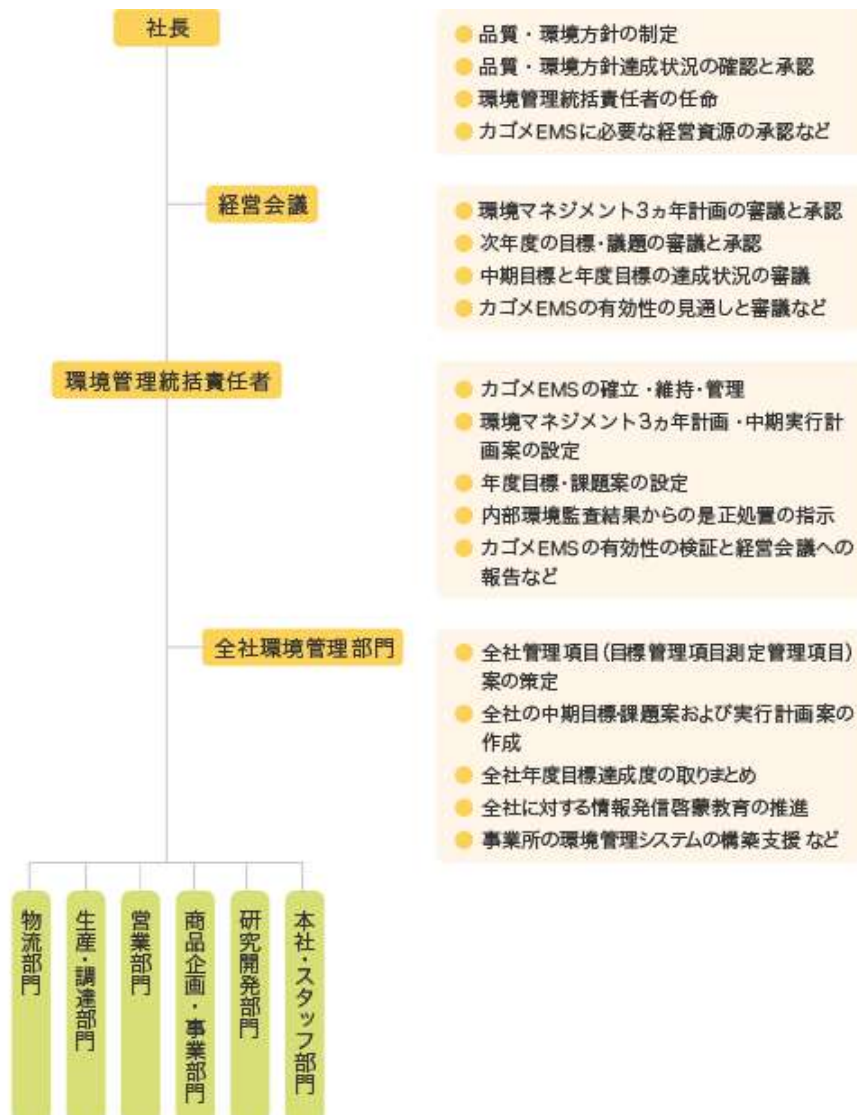 社長
品質・環境方針の制定
品質・環境方針達成状況の確認と承認
環境管理統括責任者の任命
カゴメEMSに必要な経営資源の承認など
経営会議
環境マネジメント3ヵ年計画の審議と承認
次年度の目標・議題の審議と承認
中期目標と年度目標の達成状況の審議
カゴメEMSの有効性の見通しと審議など
環境管理統括責任者
カゴメEMSの確立・維持・管理
環境マネジメント3ヵ年計画・中期実行計
画案の設定
年度目標・課題案の設定
内部環境監査結果からの是正処置の指示
カゴメEMSの有効性の検証と経営会議への
報告など
全社環境管理部門
全社管理項目(目標管理項目測定管理項目)
案の策定
全社の中期目標・課題案および実行計画案の
作成
全社年度目標達成度の取りまとめ
全社に対する情報発信啓蒙教育の推進
事業所の環境管理システムの構築支援 など
物流部門
生産・調達部門
営業部門
商品企画・事業部門
研究開発部門
本社・スタッフ部門